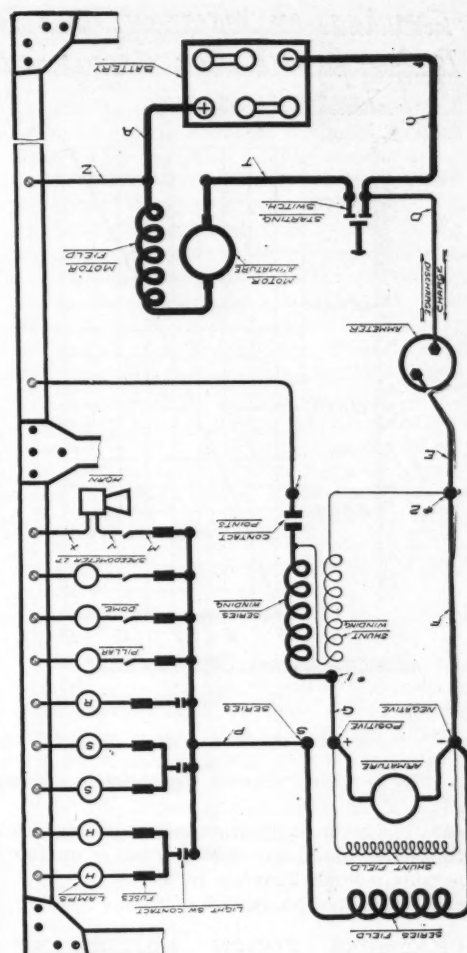 SERIES FIELD
SHUNT FIELD
ARMATURE
- +
NEGATIVE
POSITIVE
G
SERIES
S
P
LIGHT SW CONTACT
FUSES
LAMPS
H
H
S
S
R
PILLAR
DOME
SPEEDOMETER LP
W
V
X
HORN
#1
F
SHUNT
WINDING
SERIES
WINDING
#2
CONTACT
POINTS
E
AMMETER
CHARGE
DISCHARGE
D
STARTING
SWITCH
C
T
MOTOR
ARMATURE
MOTOR
FIELD
Z
A
- +
BATTERY